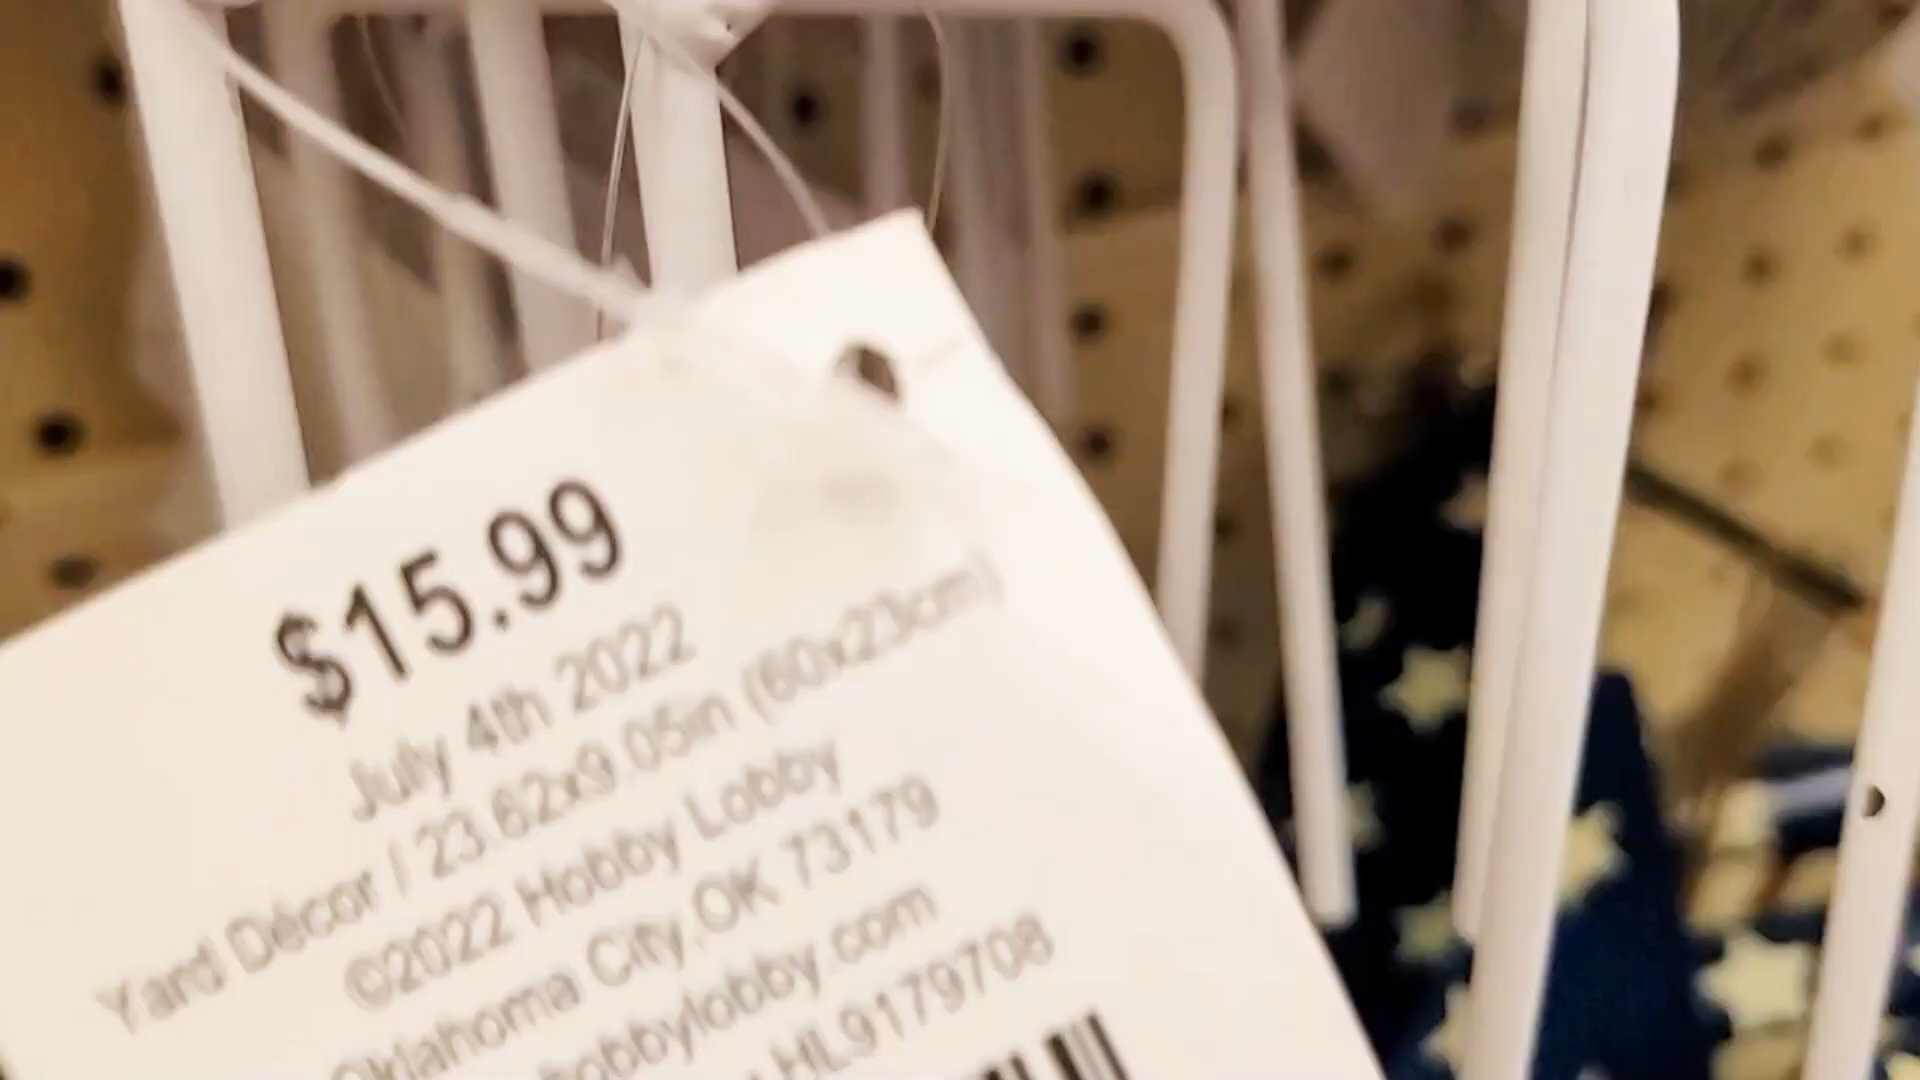 $15.99
July 4th 2022
Yard Décor / 23.62x9.05in (60x23cm)
©2022 Hobby Lobby
Oklahoma City, OK 73179
hobbylobby.com
HL9179708